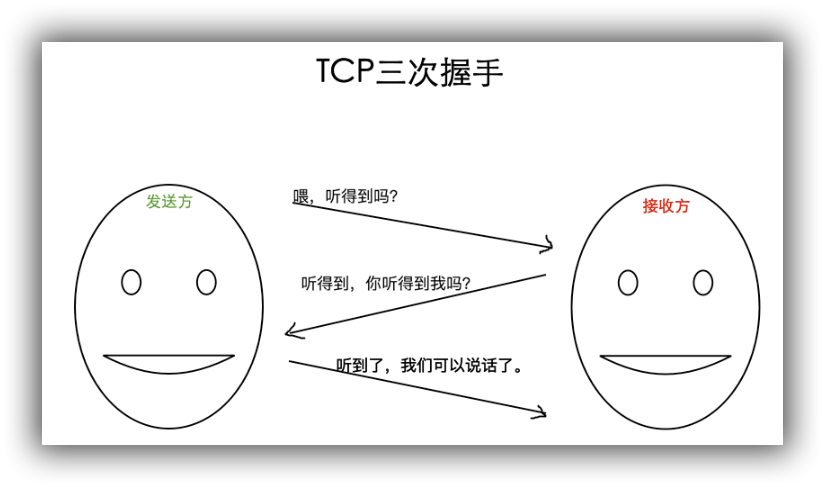 TCP三次握手
发送方
接收方
喂，听得到吗?
听得到，你听得到我吗?
听到了，我们可以说话了。